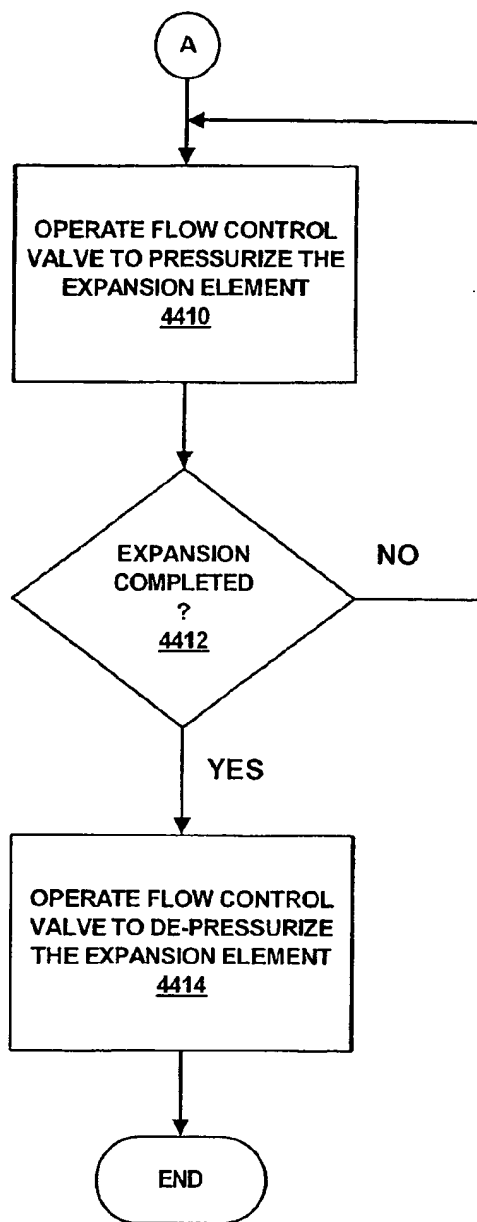 A
OPERATE FLOW CONTROL
VALVE TO PRESSURIZE THE
EXPANSION ELEMENT
4410
EXPANSION
COMPLETED
?
4412
NO
YES
OPERATE FLOW CONTROL
VALVE TO DE-PRESSURIZE
THE EXPANSION ELEMENT
4414
END